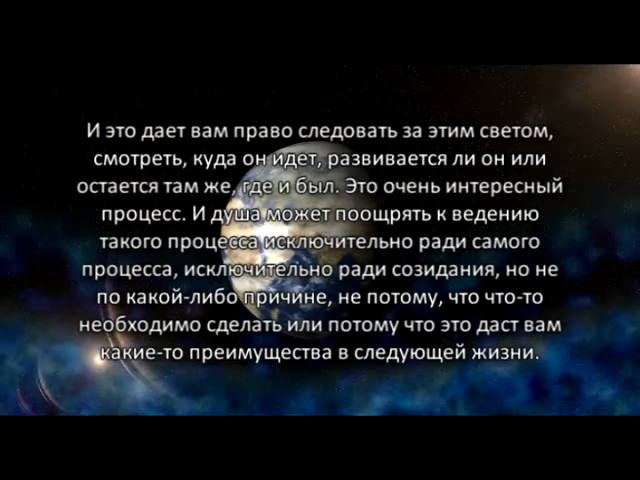 И это дает вам право следовать за этим светом,
смотреть, куда он идет, развивается ли он или
остается там же, где и был. Это очень интересный
процесс. И душа может поощрять к ведению
такого процесса исключительно ради самого
процесса, исключительно ради созидания, но не
по какой-либо причине, не потому, что что-то
необходимо сделать или потому что это даст вам
какие-то преимущества в следующей жизни.